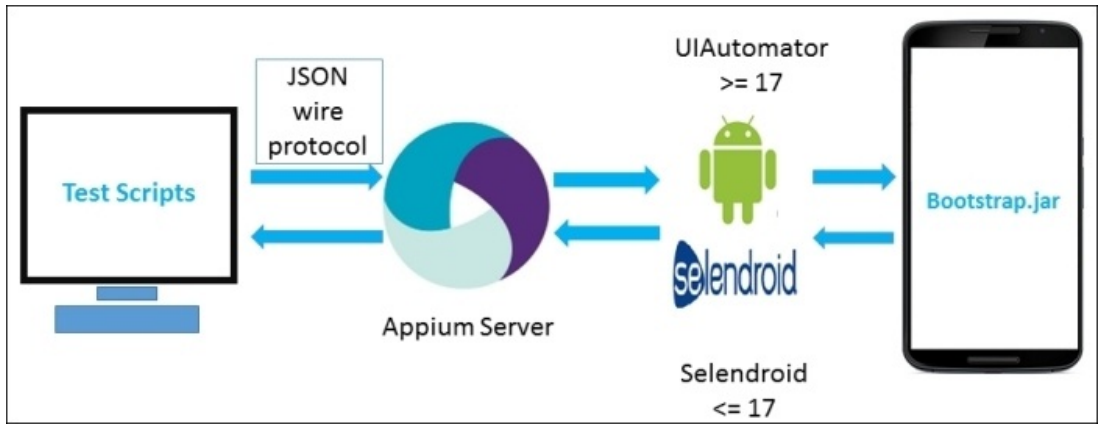 JSON
wire
protocol
Test Scripts
Appium Server
UIAutomator
>= 17
selendroid
Selendroid
<= 17
Bootstrap.jar